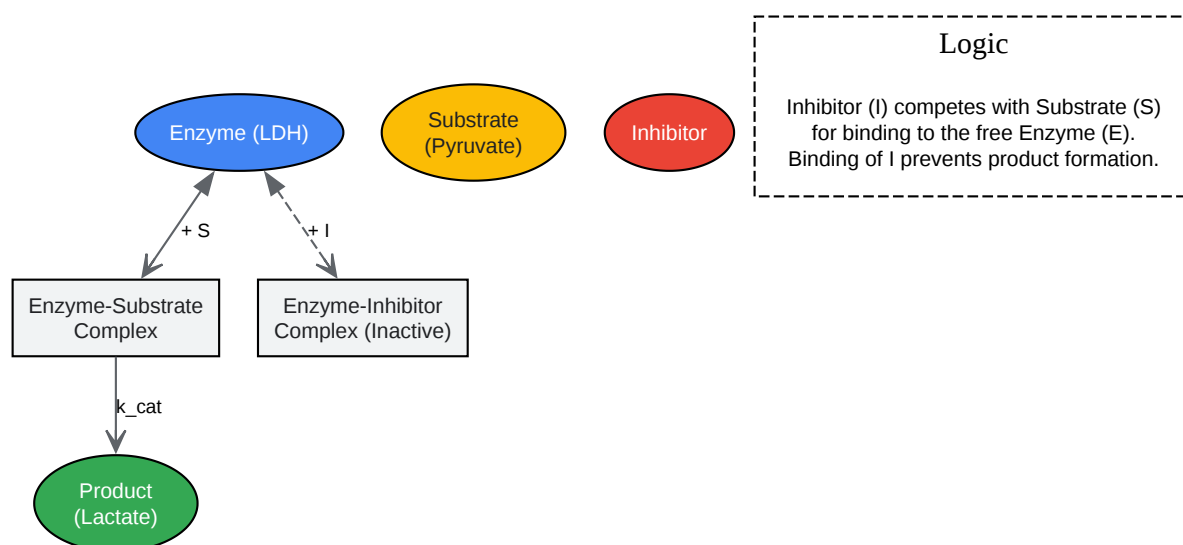 Logic
Enzyme (LDH)
Substrate
(Pyruvate)
Inhibitor
Inhibitor (I) competes with Substrate (S)
for binding to the free Enzyme (E).
Binding of I prevents product formation.
+ S
+ I
Enzyme-Substrate
Complex
Enzyme-Inhibitor
Complex (Inactive)
k_cat
Product
(Lactate)